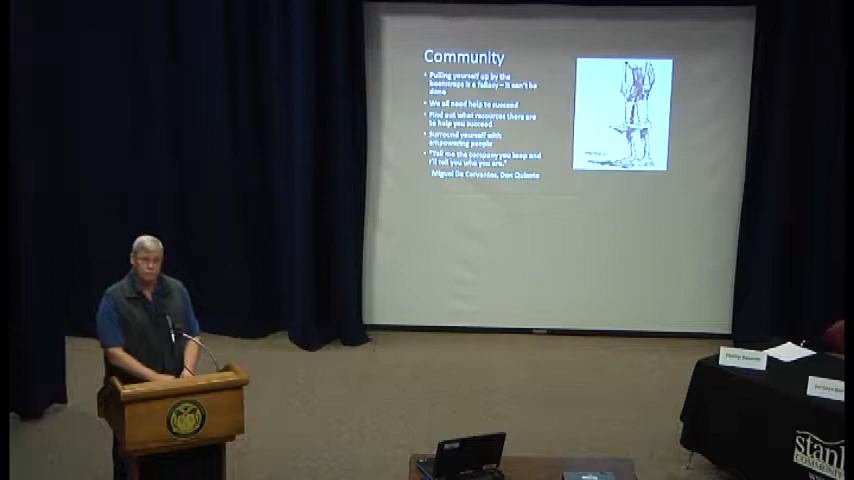 Community
• Pulling yourself up by the
bootstraps is a fallacy – it can't be
done
• We all need help to succeed
• Find out what resources there are
to help you succeed
• Surround yourself with
empowering people
• "Tell me the company you keep and
I'll tell you who you are."
Miguel De Cervantes, Don Quixote